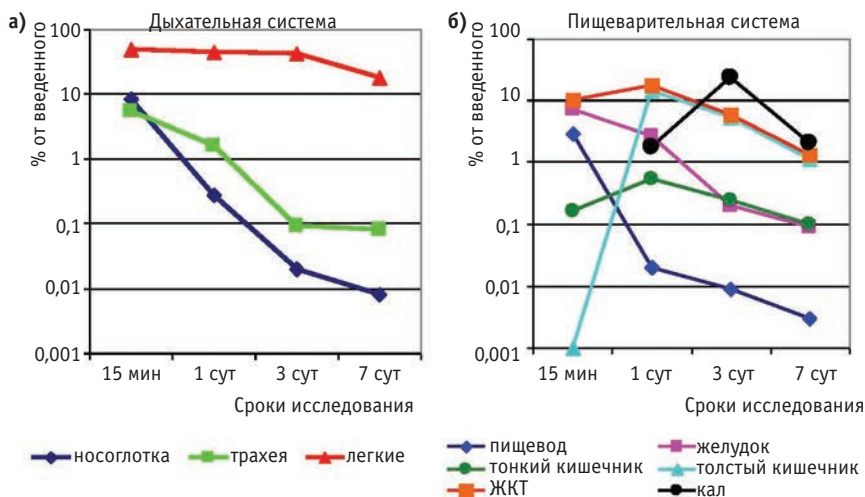 а) Дыхательная система
% от введенного
100
10
1
0,1
0,01
0,001
15 мин 1 сут 3 сут 7 сут
Сроки исследования
носоглотка трахея легкие
б) Пищеварительная система
% от введенного
100
10
1
0,1
0,01
0,001
15 мин 1 сут 3 сут 7 сут
Сроки исследования
пищевод желудок
тонкий кишечник толстый кишечник
ЖКТ кал